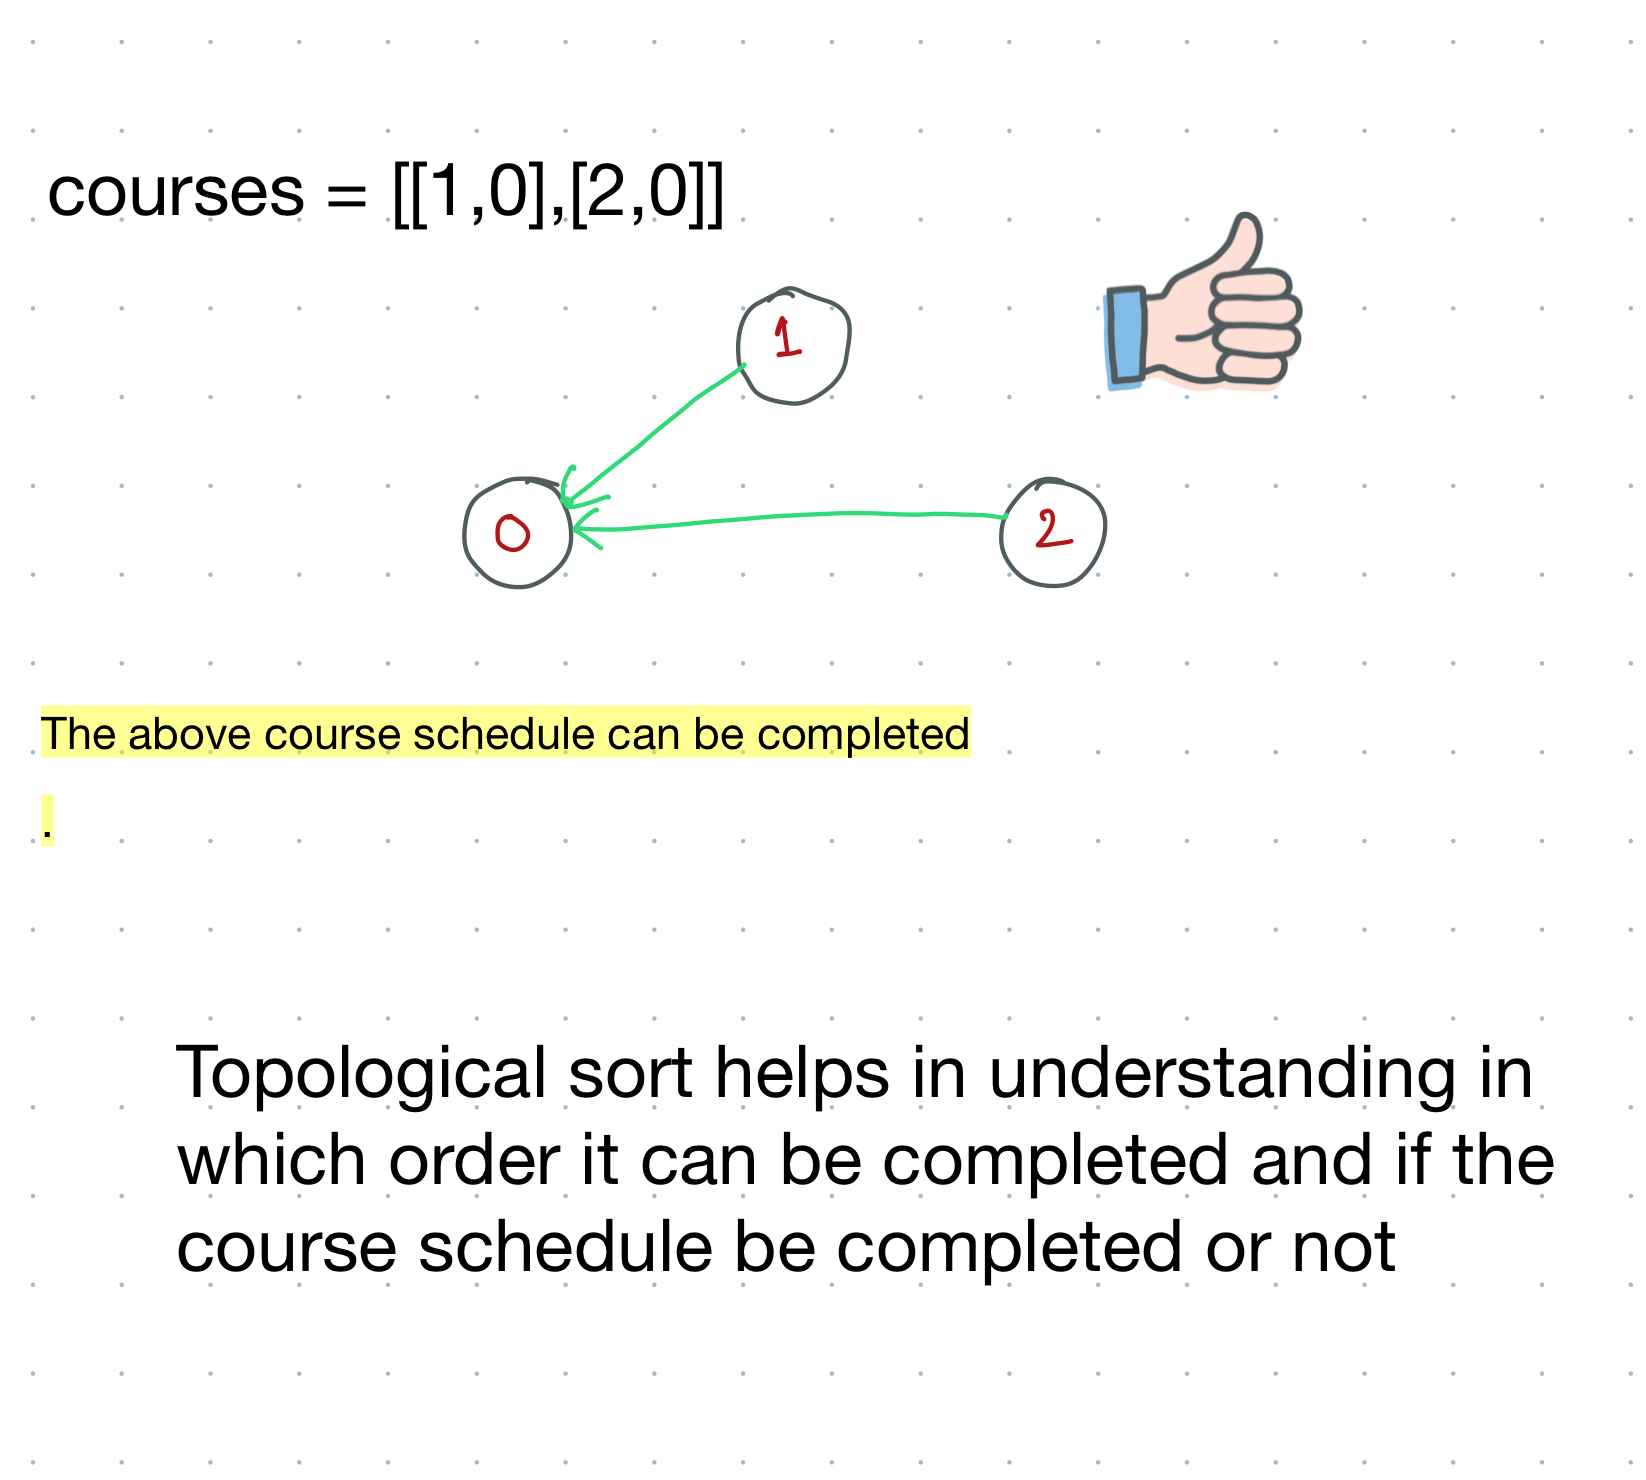 courses = [[1,0],[2,0]]
1
0
2
The above course schedule can be completed
.
Topological sort helps in understanding in
which order it can be completed and if the
course schedule be completed or not